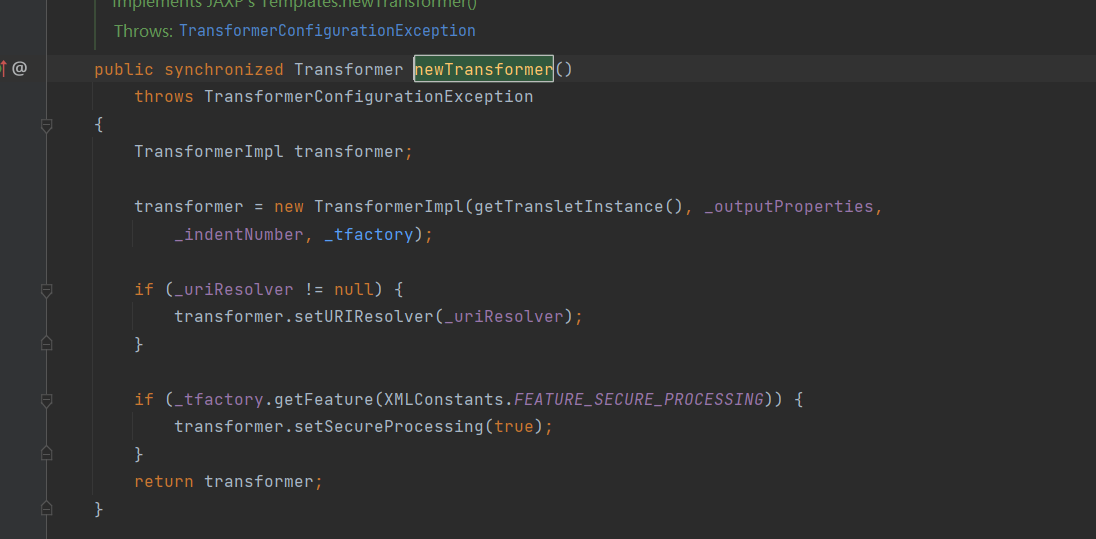 Implements JAXP's Templates.newTransformer()
Throws: TransformerConfigurationException
@ public synchronized Transformer newTransformer()
throws TransformerConfigurationException
{
TransformerImpl transformer;
transformer = new TransformerImpl(getTransletInstance(), _outputProperties,
_indentNumber, _tfactory);
if (_uriResolver != null) {
transformer.setURIResolver(_uriResolver);
}
if (_tfactory.getFeature(XMLConstants.FEATURE_SECURE_PROCESSING)) {
transformer.setSecureProcessing(true);
}
return transformer;
}